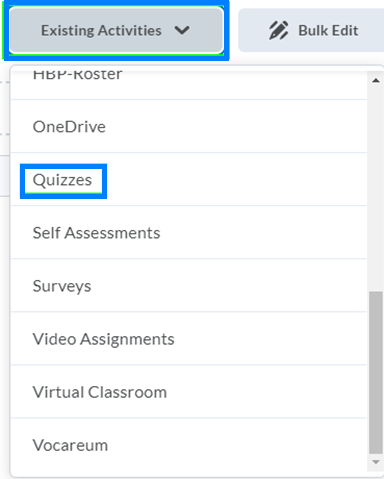 Existing Activities
Bulk Edit
HBP-Roster
OneDrive
Quizzes
Self Assessments
Surveys
Video Assignments
Virtual Classroom
Vocareum